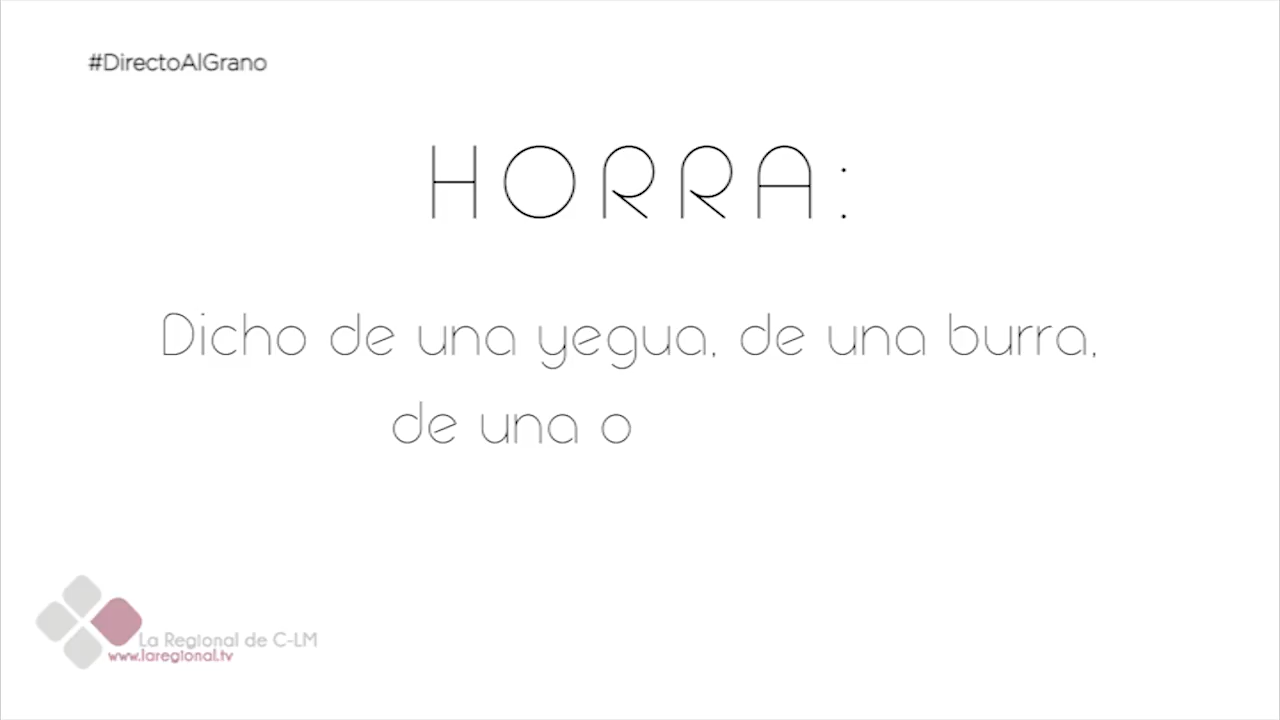 #DirectoAlGrano
HORRA:
Dicho de una yegua, de una burra,
de una o
La Regional de C-LM
www.laregional.tv